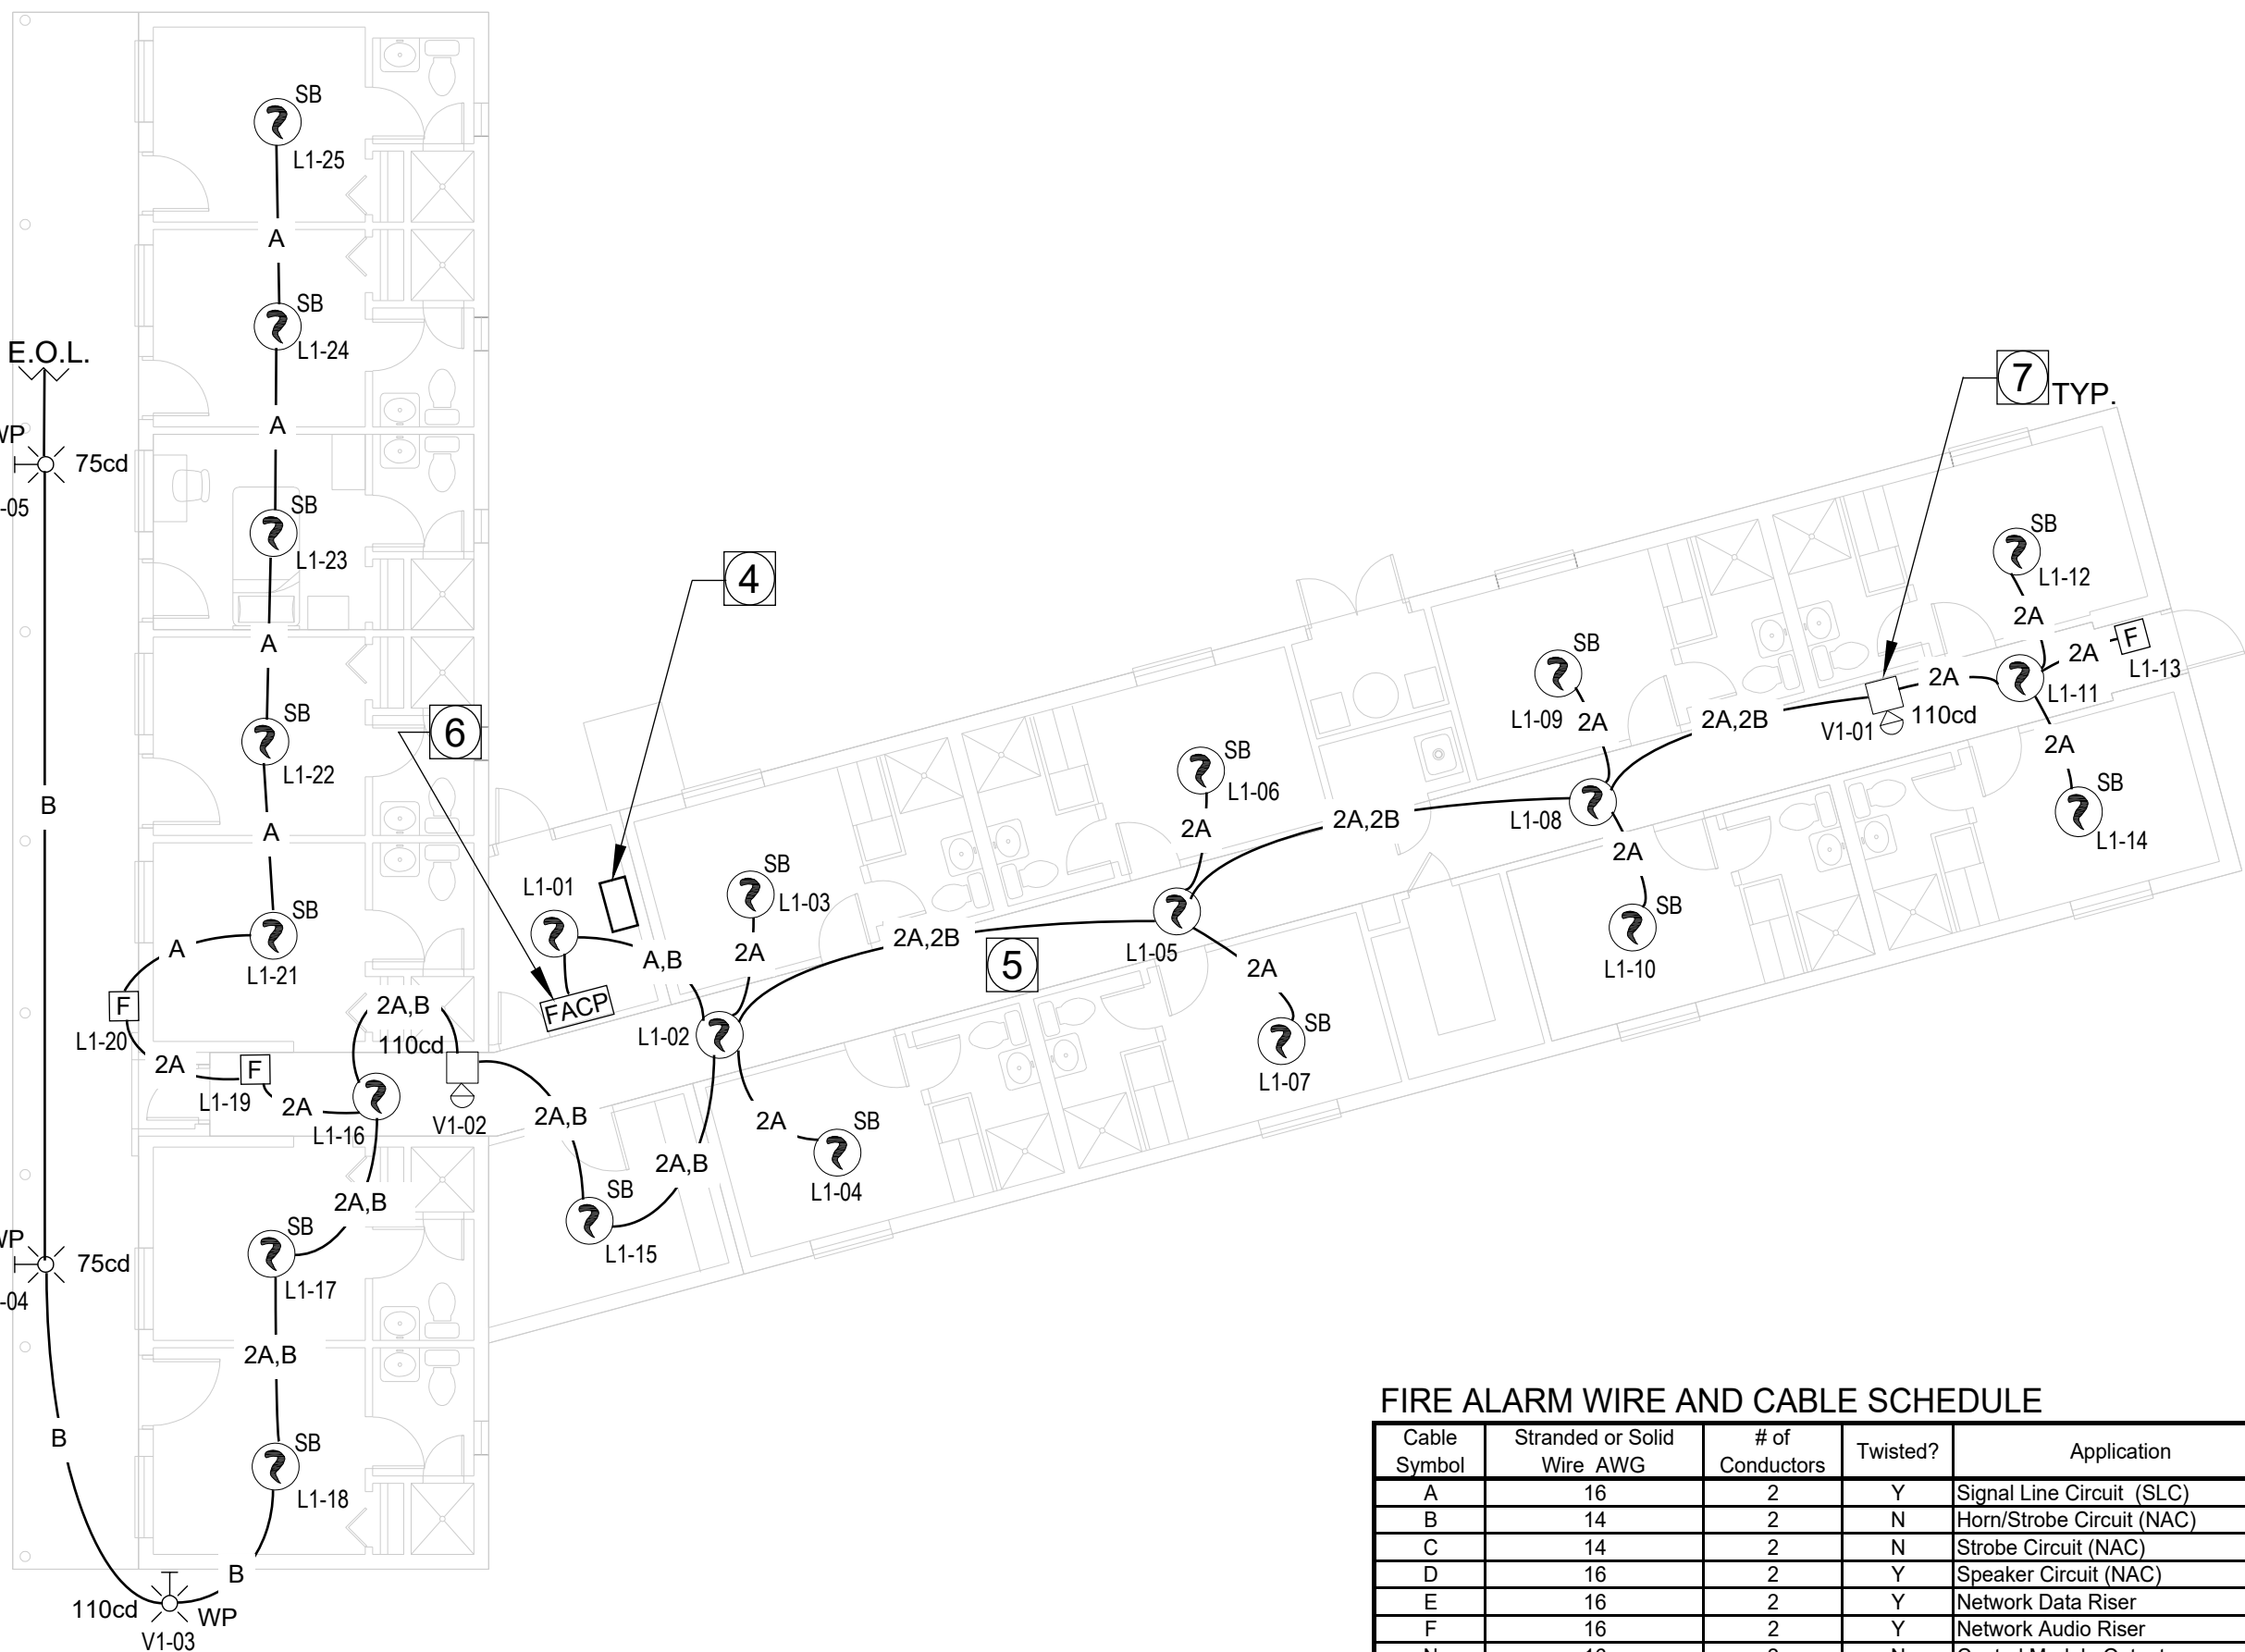 SB
L1-25
A
SB
L1-24
E.O.L.
7
TYP.
A
WP
75cd
-05
SB
L1-23
SB
L1-12
4
A
2A
F
2A
L1-13
SB
L1-09
2A
2A
L1-11
SB
L1-22
6
2A,2B
V1-01
110cd
2A
SB
L1-06
SB
L1-14
B
A
2A
2A,2B
L1-08
2A
L1-01
SB
L1-03
SB
L1-21
A
2A,2B
L1-05
SB
L1-10
A,B
2A
5
2A
F
L1-20
2A,B
FACP
L1-02
SB
L1-07
2A
F
L1-19
110cd
2A
L1-16
V1-02
2A,B
2A
SB
L1-04
2A,B
2A,B
SB
L1-15
WP
75cd
-04
SB
L1-17
2A,B
B
SB
L1-18
B
110cd
WP
V1-03
FIRE ALARM WIRE AND CABLE SCHEDULE
Cable Symbol Stranded or Solid Wire AWG # of Conductors Twisted? Application
A 16 2 Y Signal Line Circuit (SLC)
B 14 2 N Horn/Strobe Circuit (NAC)
C 14 2 N Strobe Circuit (NAC)
D 16 2 Y Speaker Circuit (NAC)
E 16 2 Y Network Data Riser
F 16 2 Y Network Audio Riser